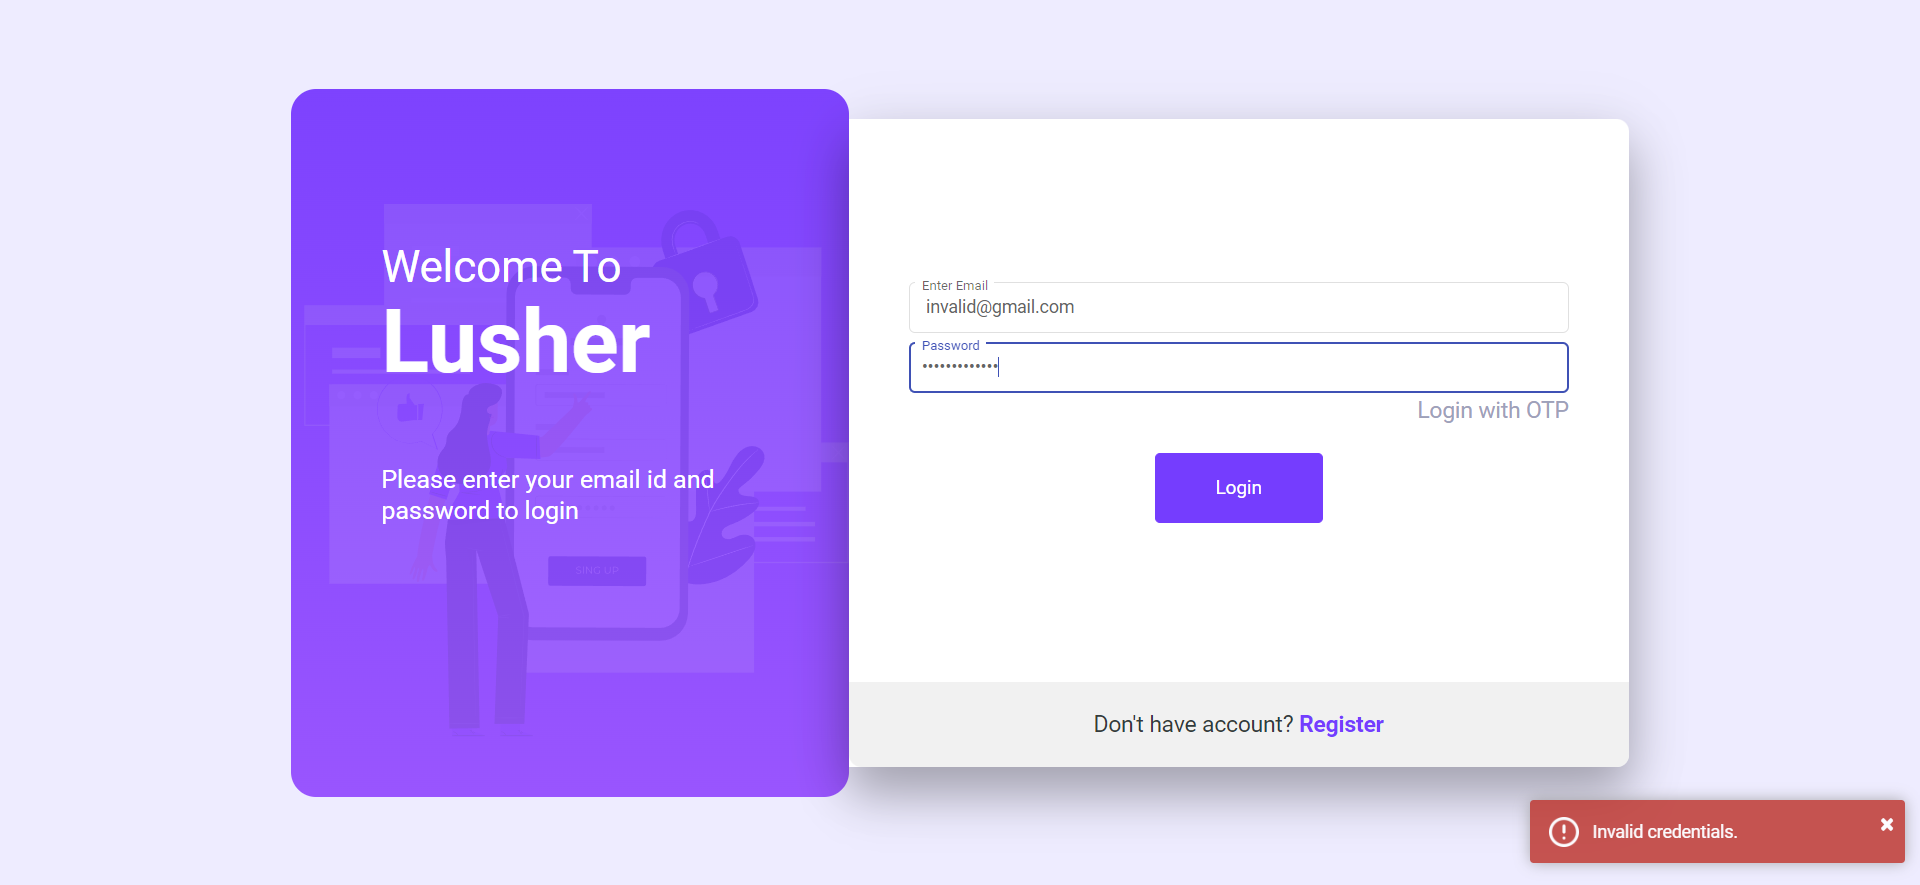 Welcome To
Lusher
Please enter your email id and
password to login
SING UP
Enter Email
invalid@gmail.com
Password
•••••••••••••
Login with OTP
Login
Don't have account? Register
Invalid credentials.